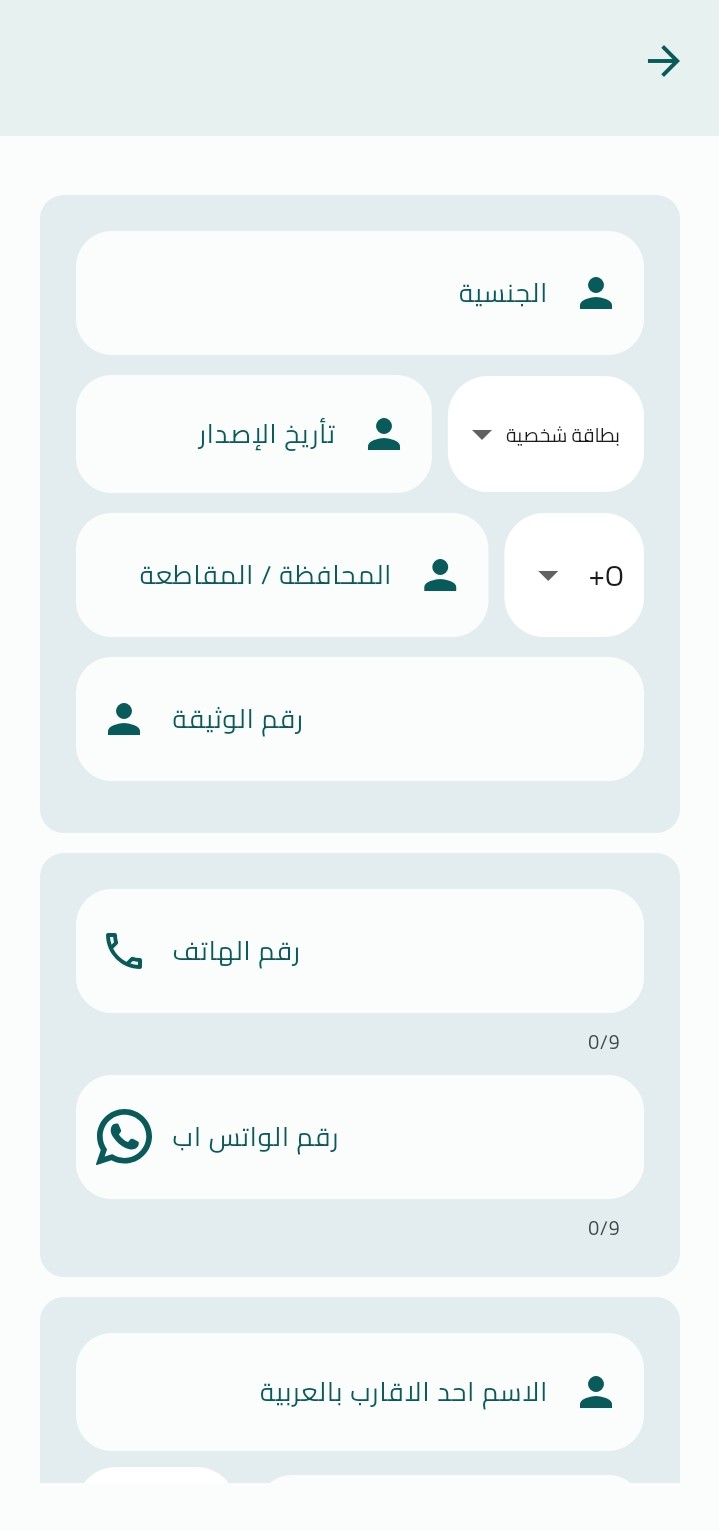 الجنسية
بطاقة شخصية
تأريخ الإصدار
+0
المحافظة / المقاطعة
رقم الوثيقة
رقم الهاتف
0/9
رقم الواتس اب
0/9
الاسم احد الاقارب بالعربية